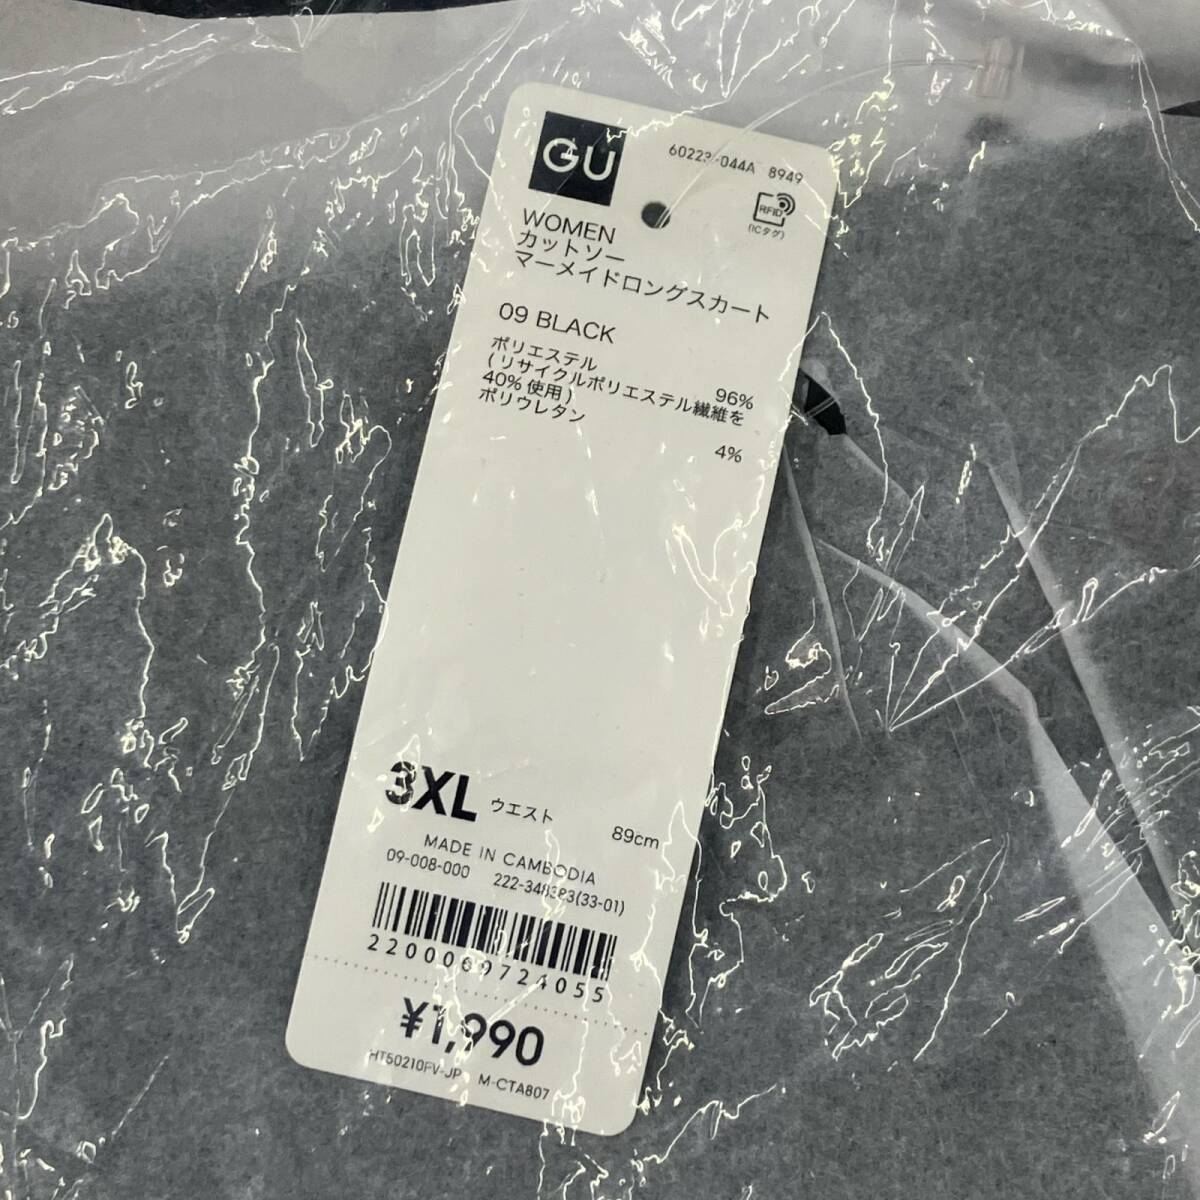 GU
8949
RFID
(ICタグ)
WOMEN
カットソー
マーメイドロングスカート
09 BLACK
ポリエステル 96%
(リサイクルポリエステル繊維を
40%使用)
ポリウレタン 4%
3XL ウエスト 89cm
MADE IN CAMBODIA
09-008-000
¥1,990
HT50210FV-JP M-CTA807